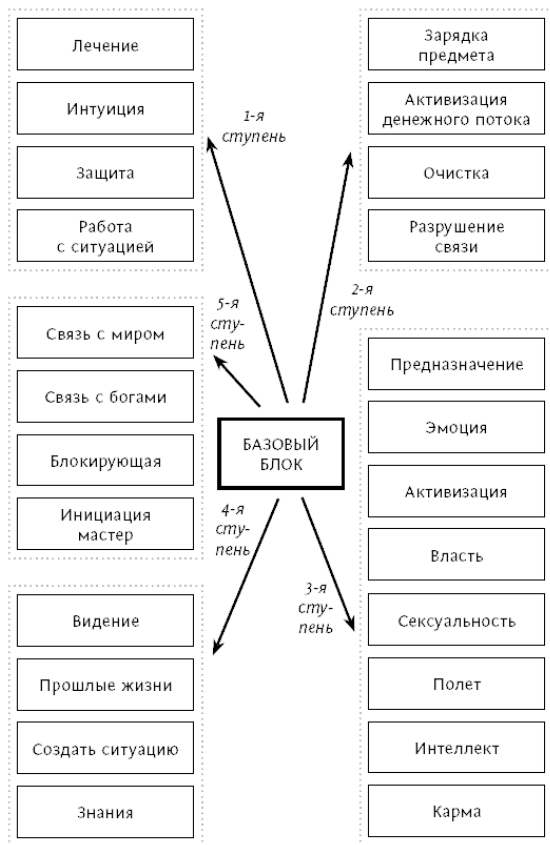 Лечение
Интуиция
Защита
Работа
с ситуацией
1-я
ступень
Зарядка
предмета
Активизация
денежного потока
Очистка
Разрушение
связи
2-я
ступень
5-я
сту-
пень
Связь с миром
Связь с богами
Блокирующая
Инициация
мастер
БАЗОВЫЙ
БЛОК
Предназначение
Эмоция
Активизация
Власть
Сексуальность
Полет
Интеллект
Карма
3-я
сту-
пень
4-я
сту-
пень
Видение
Прошлые жизни
Создать ситуацию
Знания